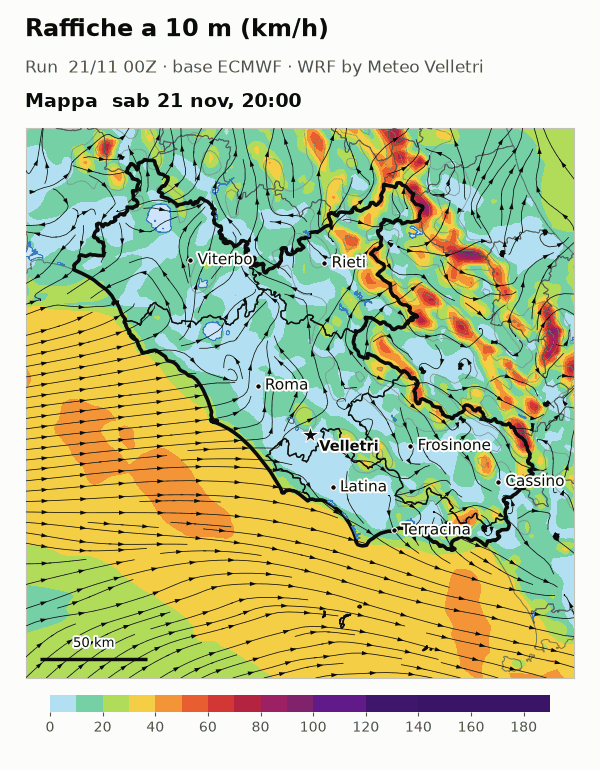 Raffiche a 10 m (km/h)
Run  21/11 00Z · base ECMWF · WRF by Meteo Velletri
Mappa  sab 21 nov, 20:00
Viterbo
Rieti
Roma
Velletri
Frosinone
Cassino
Latina
Terracina
50 km
0 20 40 60 80 100 120 140 160 180